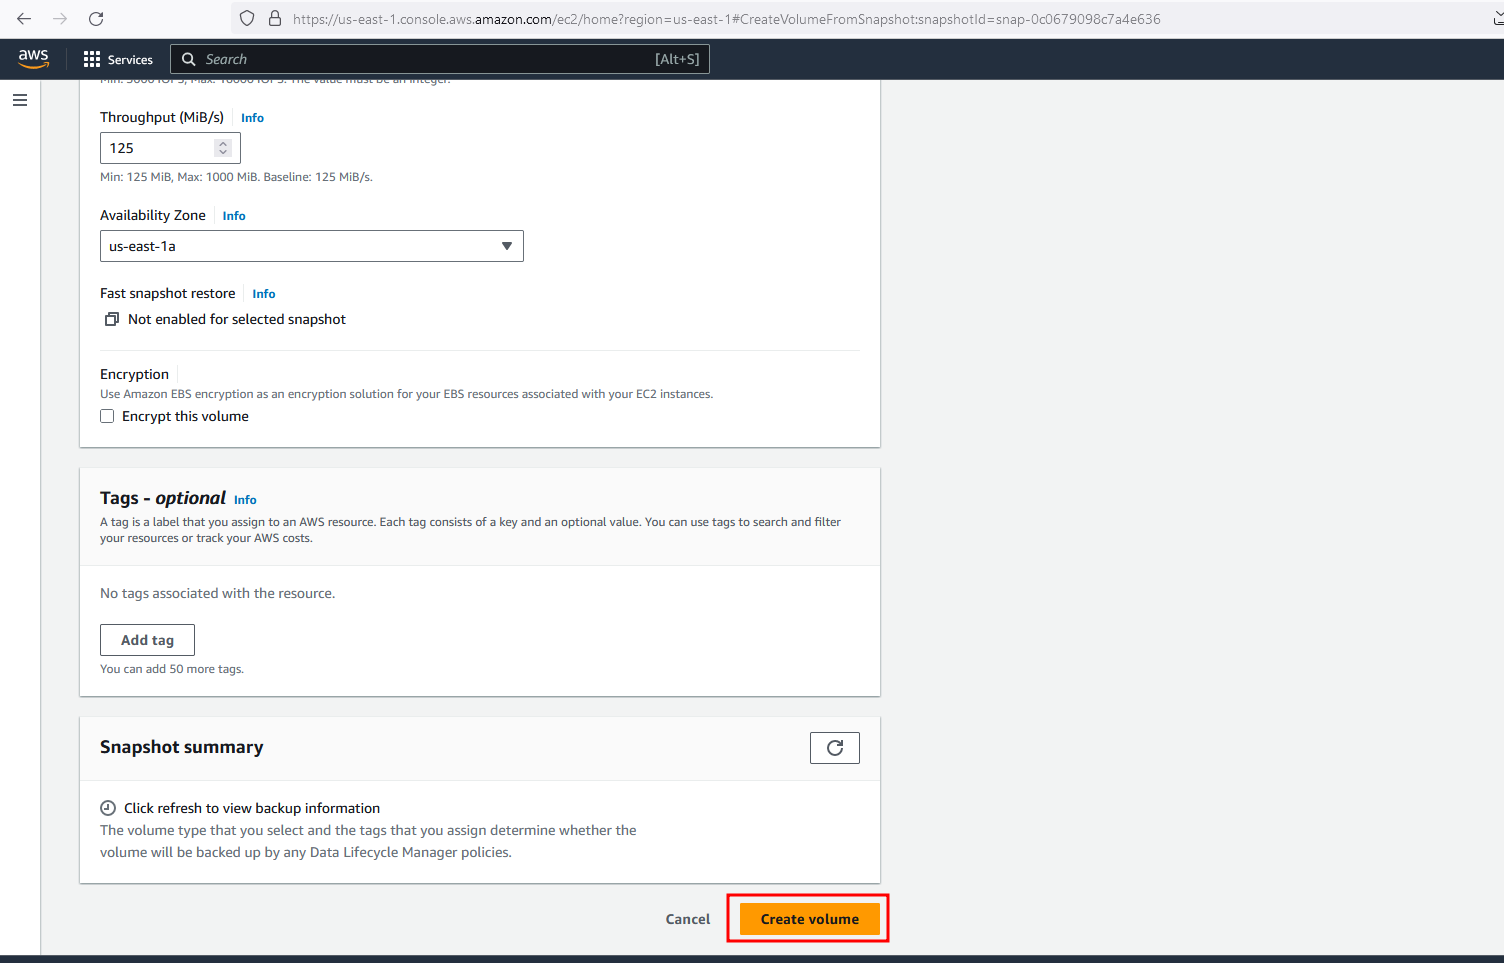 https://us-east-1.console.aws.amazon.com/ec2/home?region=us-east-1#CreateVolumeFromSnapshot:snapshotId=snap-0c0679098c7a4e636
aws Services Search [Alt+S]
Throughput (MiB/s) Info
125
Min: 125 MiB, Max: 1000 MiB. Baseline: 125 MiB/s.
Availability Zone Info
us-east-1a
Fast snapshot restore Info
Not enabled for selected snapshot
Encryption
Use Amazon EBS encryption as an encryption solution for your EBS resources associated with your EC2 instances.
Encrypt this volume
Tags - optional Info
A tag is a label that you assign to an AWS resource. Each tag consists of a key and an optional value. You can use tags to search and filter
your resources or track your AWS costs.
No tags associated with the resource.
Add tag
You can add 50 more tags.
Snapshot summary
Click refresh to view backup information
The volume type that you select and the tags that you assign determine whether the
volume will be backed up by any Data Lifecycle Manager policies.
Cancel Create volume